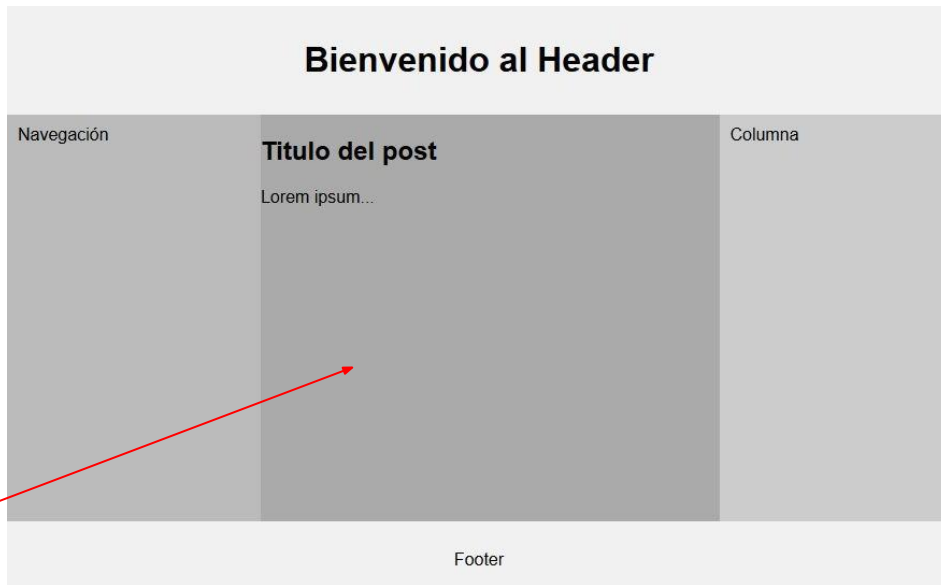 Bienvenido al Header
Navegación
Titulo del post
Lorem ipsum...
Columna
Footer